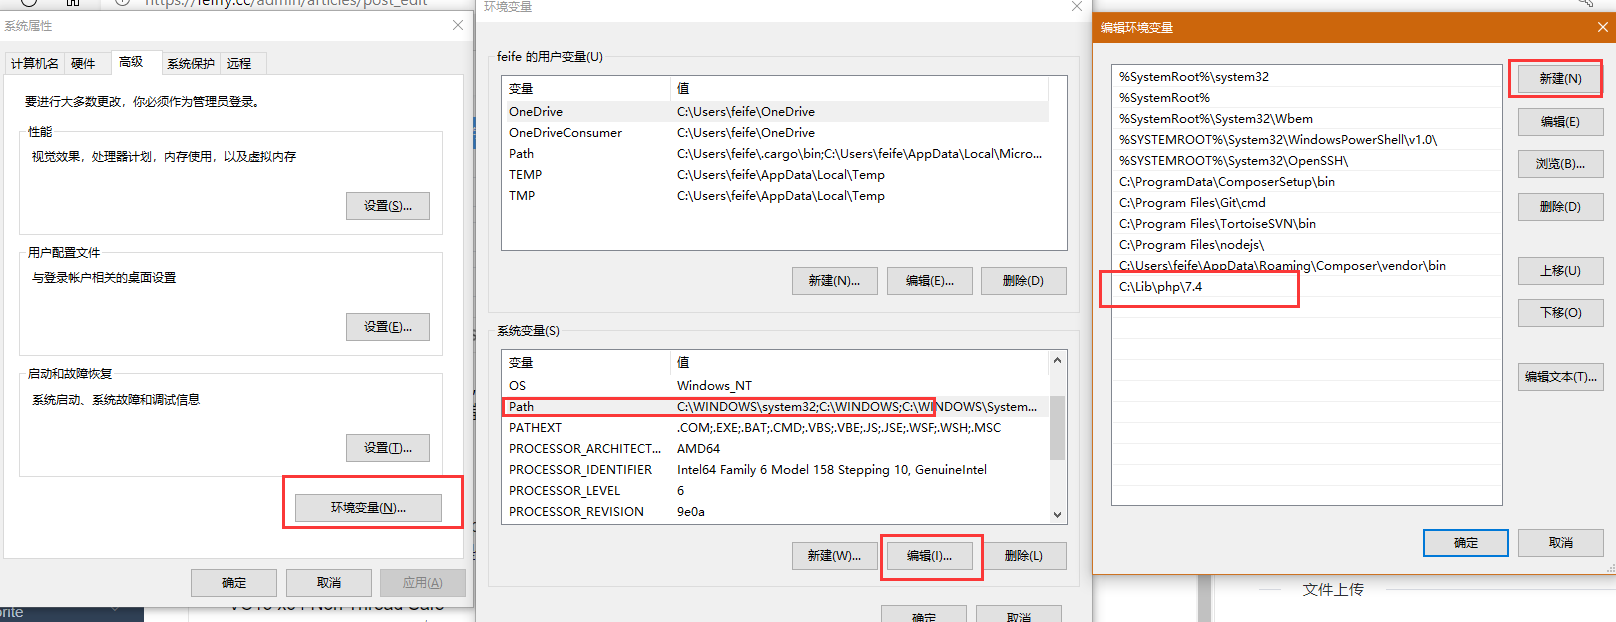 https://feiffy.cc/admin/articles/post_edit
系统属性
计算机名
硬件
高级
系统保护
远程
要进行大多数更改，你必须作为管理员登录。
性能
视觉效果，处理器计划，内存使用，以及虚拟内存
设置(S)...
用户配置文件
与登录帐户相关的桌面设置
设置(E)...
启动和故障恢复
系统启动、系统故障和调试信息
设置(T)...
环境变量(N)...
确定
取消
应用(A)
环境变量
feife 的用户变量(U)
变量 值
OneDrive C:\Users\feife\OneDrive
OneDriveConsumer C:\Users\feife\OneDrive
Path C:\Users\feife\.cargo\bin;C:\Users\feife\AppData\Local\Micro...
TEMP C:\Users\feife\AppData\Local\Temp
TMP C:\Users\feife\AppData\Local\Temp
新建(N)...
编辑(E)...
删除(D)
系统变量(S)
变量 值
OS Windows_NT
Path C:\WINDOWS\system32;C:\WINDOWS;C:\WINDOWS\System...
PATHEXT .COM;.EXE;.BAT;.CMD;.VBS;.VBE;.JS;.JSE;.WSF;.WSH;.MSC
PROCESSOR_ARCHITECT... AMD64
PROCESSOR_IDENTIFIER Intel64 Family 6 Model 158 Stepping 10, GenuineIntel
PROCESSOR_LEVEL 6
PROCESSOR_REVISION 9e0a
新建(W)...
编辑(I)...
删除(L)
确定
取消
编辑环境变量
%SystemRoot%\system32
%SystemRoot%
%SystemRoot%\System32\Wbem
%SYSTEMROOT%\System32\WindowsPowerShell\v1.0\
%SYSTEMROOT%\System32\OpenSSH\
C:\ProgramData\ComposerSetup\bin
C:\Program Files\Git\cmd
C:\Program Files\TortoiseSVN\bin
C:\Program Files\nodejs\
C:\Users\feife\AppData\Roaming\Composer\vendor\bin
C:\Lib\php\7.4
新建(N)
编辑(E)
浏览(B)...
删除(D)
上移(U)
下移(O)
编辑文本(T)...
确定
取消
文件上传